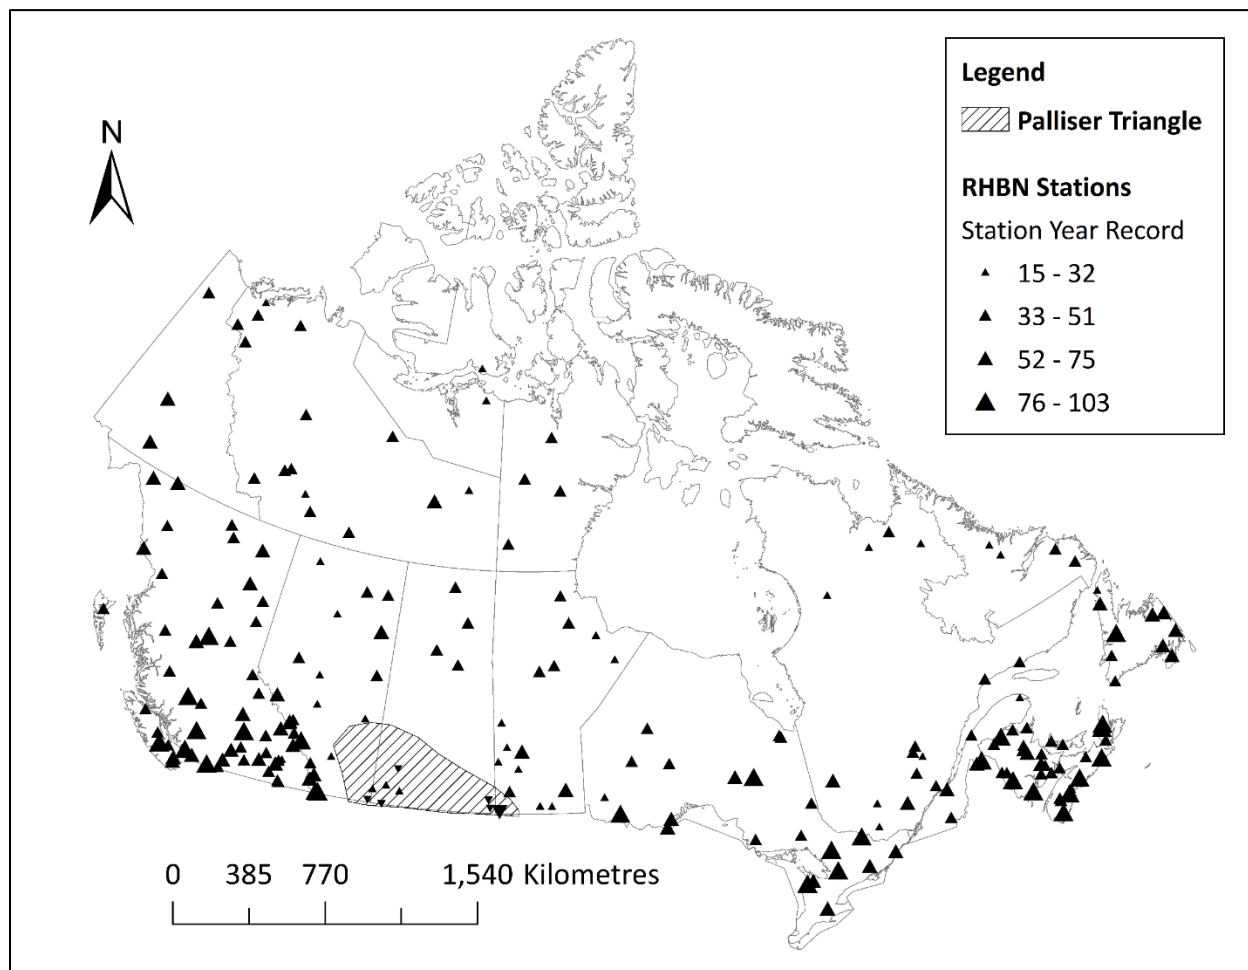 N
Legend
Palliser Triangle
RHBN Stations
Station Year Record
15 - 32
33 - 51
52 - 75
76 - 103
0 385 770 1,540 Kilometres